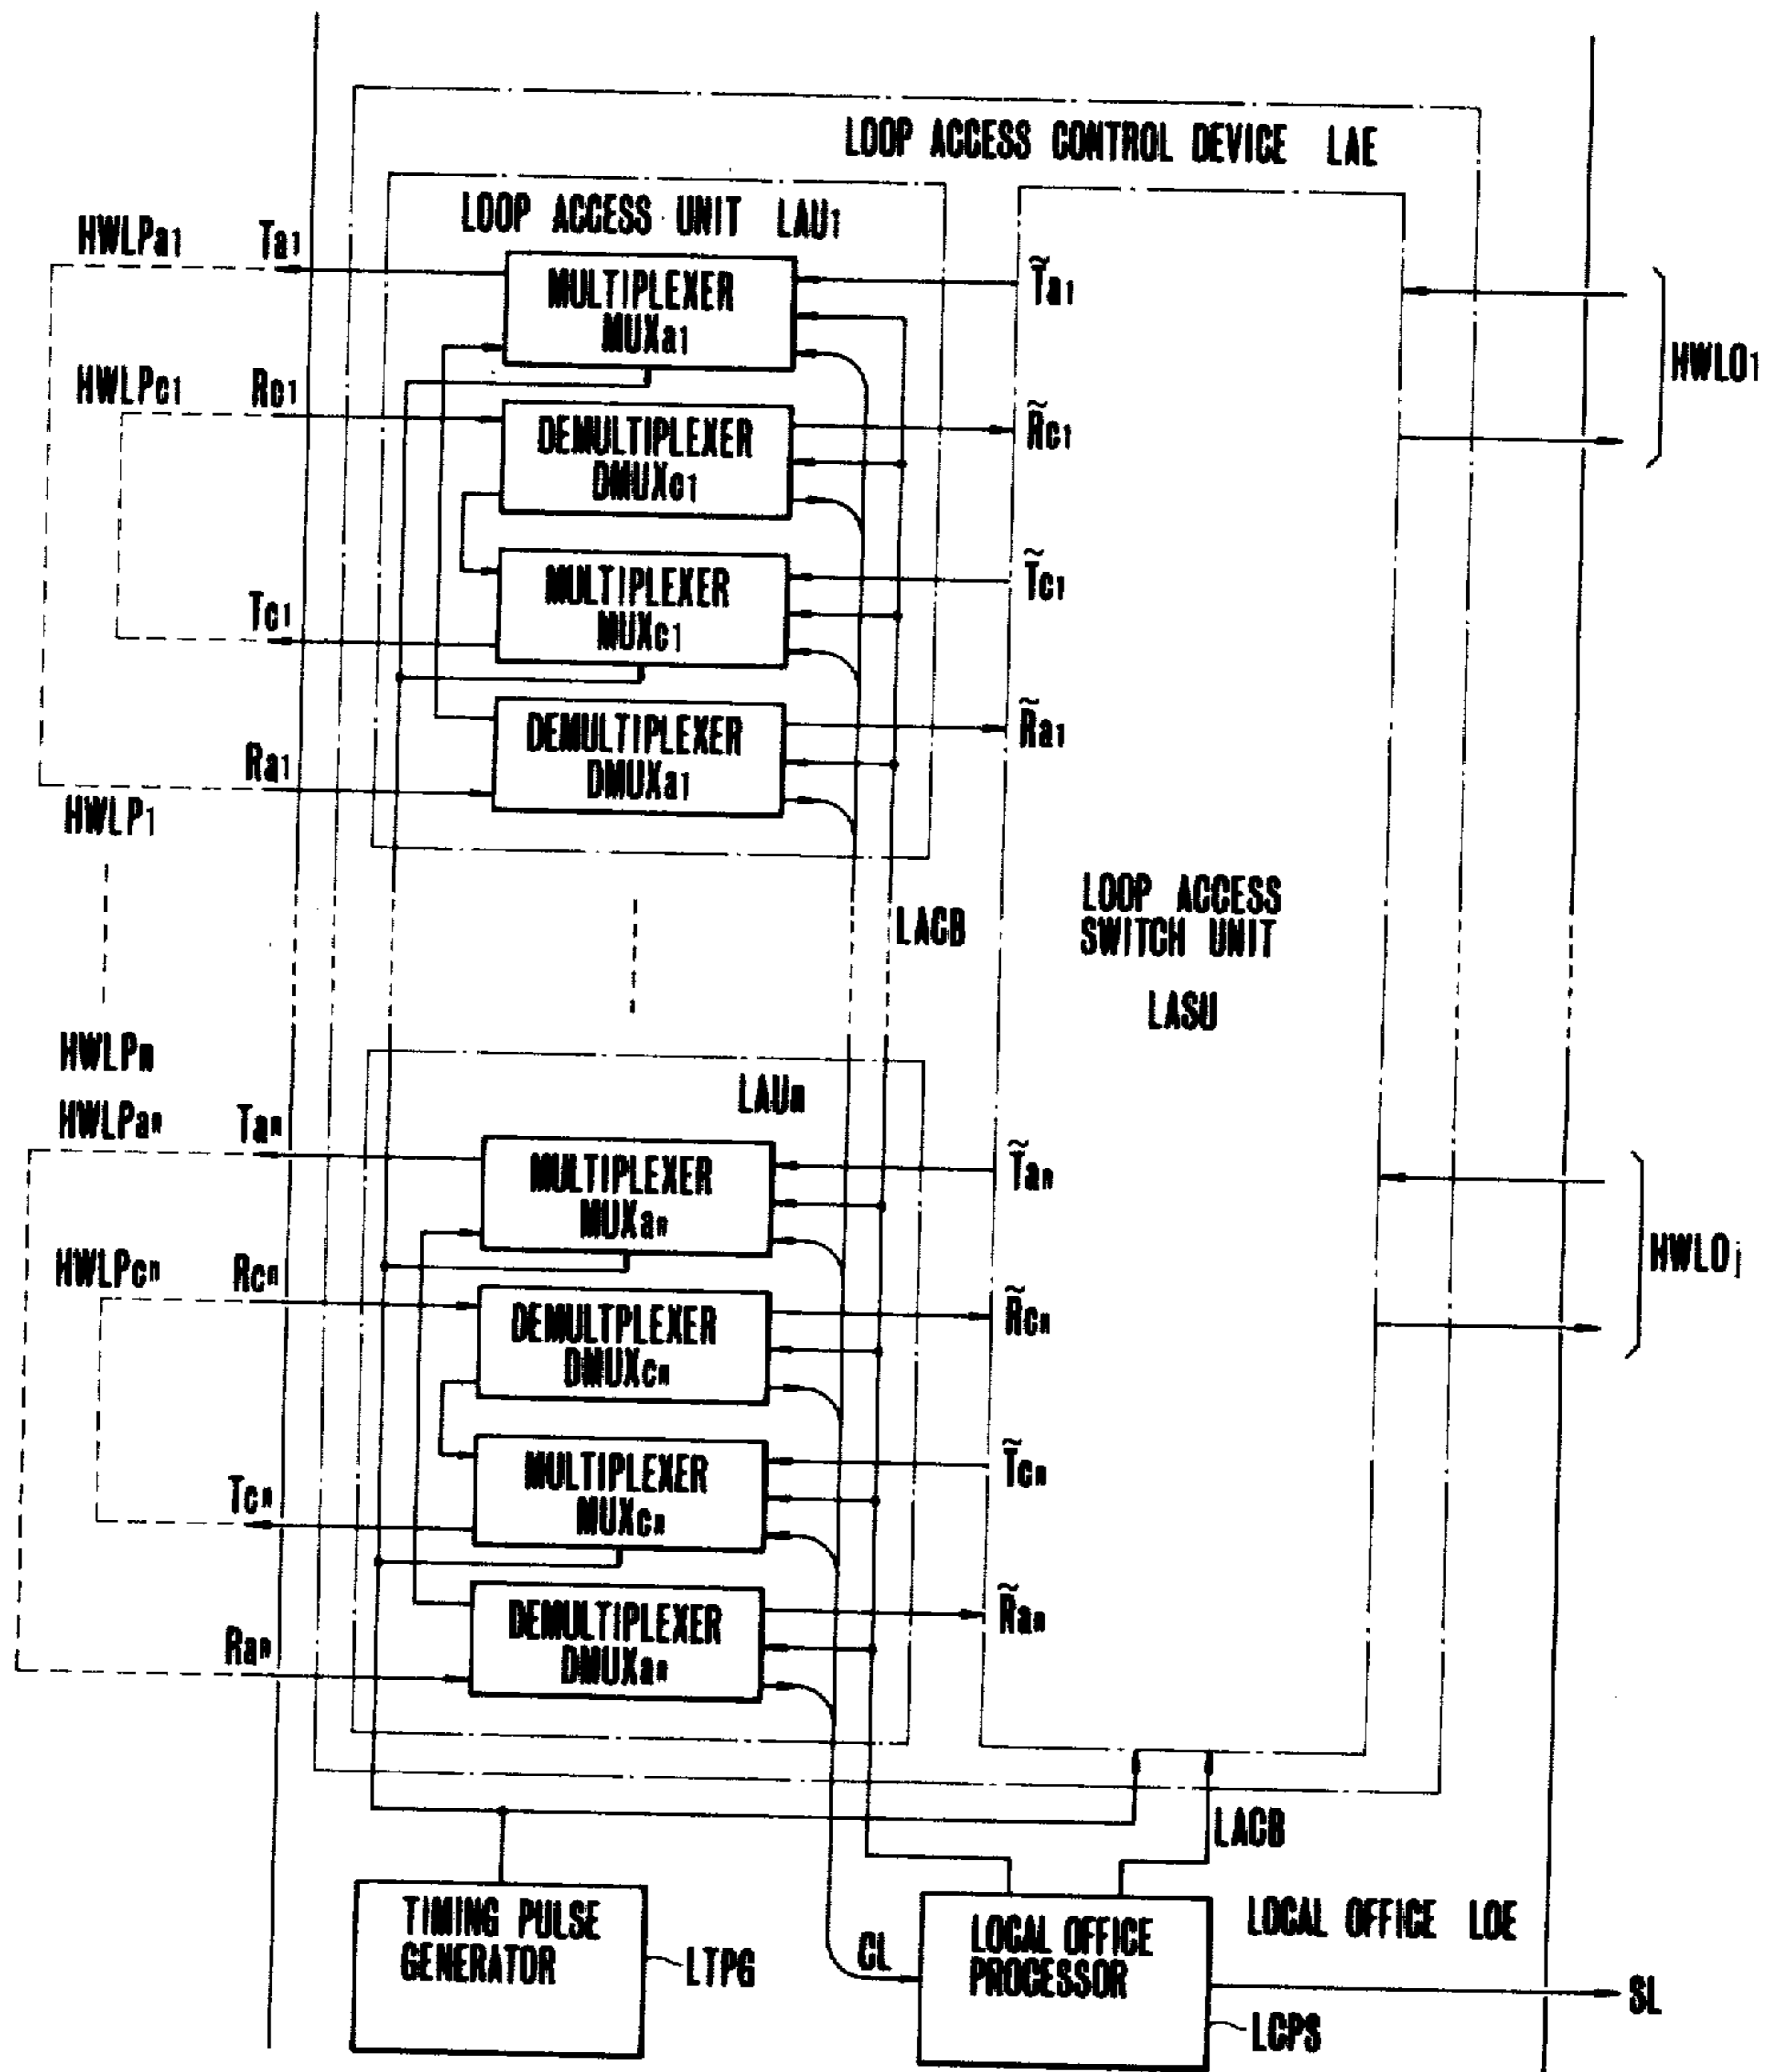 LOOP ACCESS CONTROL DEVICE LAE
LOOP ACCESS UNIT LAU1
HWLPa1
Ta1
MULTIPLEXER
MUXa1
T̃a1
HWLO1
HWLPc1
Rc1
DEMULTIPLEXER
DMUXc1
R̃c1
Tc1
MULTIPLEXER
MUXc1
T̃c1
Ra1
DEMULTIPLEXER
DMUXa1
R̃a1
HWLP1
LACB
LOOP ACCESS
SWITCH UNIT
LASU
HWLPn
LAUn
HWLPan
Tan
MULTIPLEXER
MUXan
T̃an
HWLOj
HWLPcn
Rcn
DEMULTPLEXER
DMUXcn
R̃cn
Tcn
MULTIPLEXER
MUXcn
T̃cn
Ran
DEMULTIPLEXER
DMUXan
R̃an
LACB
TIMING PULSE
GENERATOR
LTPG
CL
LOCAL OFFICE
PROCESSOR
LCPS
LOCAL OFFICE LOE
SL